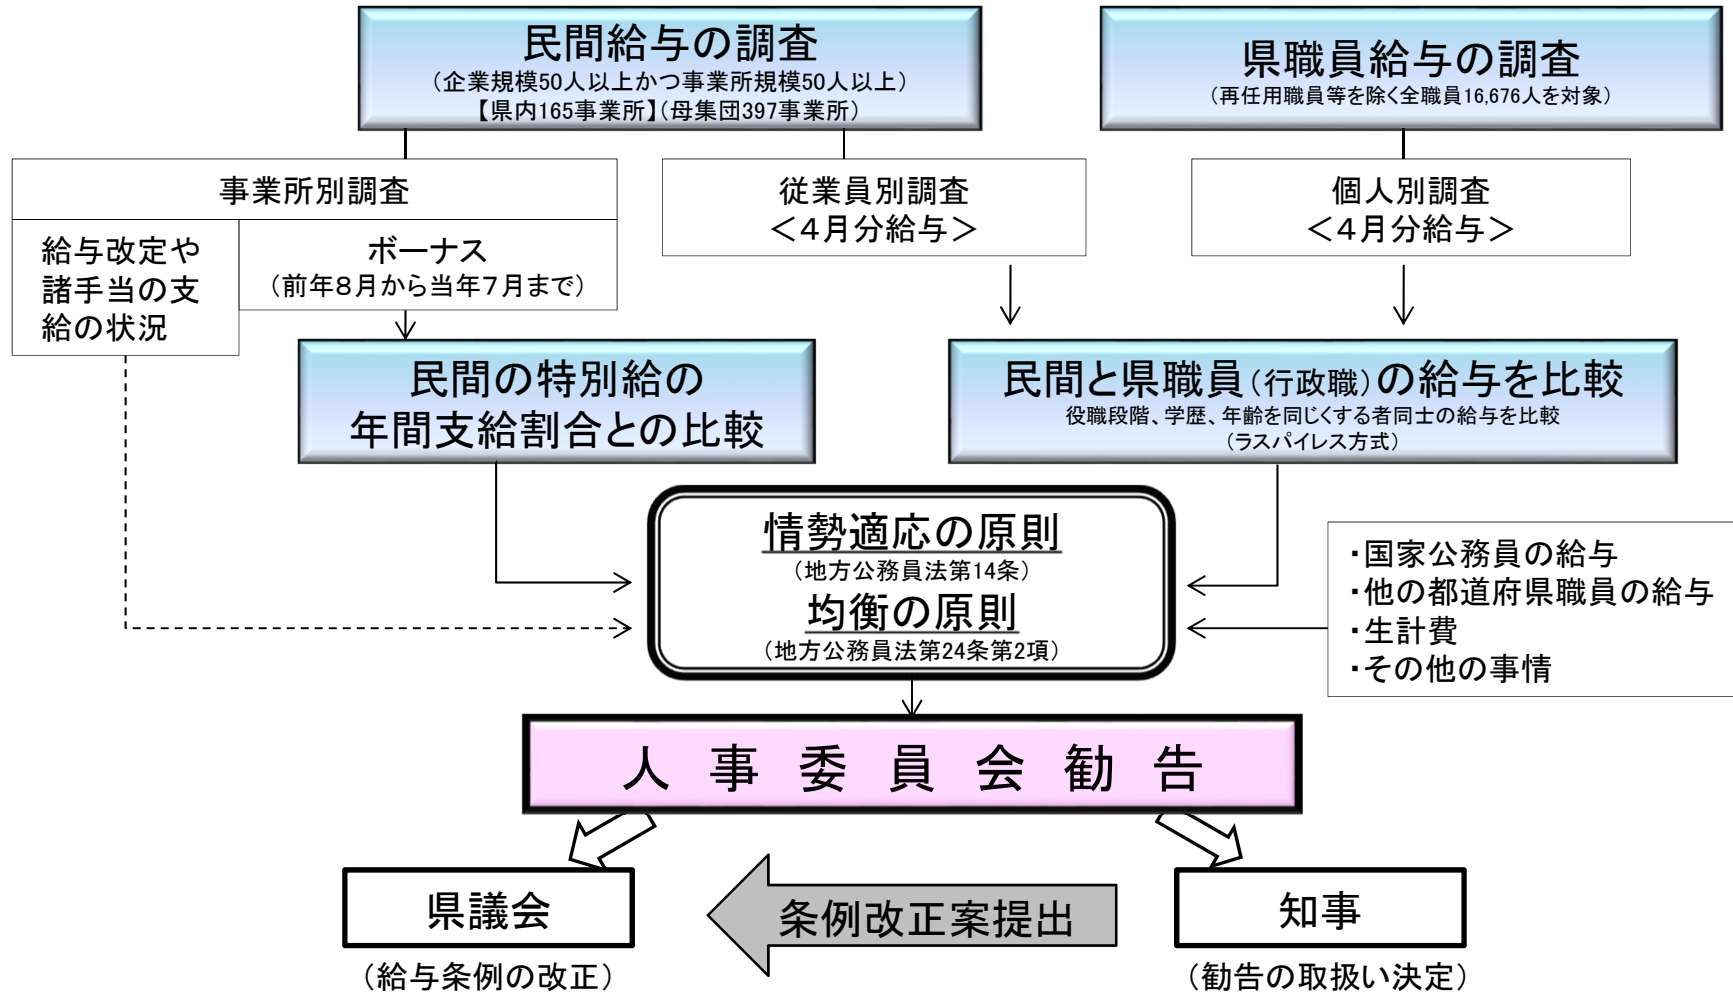 民間給与の調査
（企業規模50人以上かつ事業所規模50人以上）
【県内165事業所】（母集団397事業所）
県職員給与の調査
（再任用職員等を除く全職員16,676人を対象）
事業所別調査
給与改定や
諸手当の支
給の状況
ボーナス
（前年８月から当年７月まで）
従業員別調査
＜４月分給与＞
個人別調査
＜４月分給与＞
民間の特別給の
年間支給割合との比較
民間と県職員（行政職）の給与を比較
役職段階、学歴、年齢を同じくする者同士の給与を比較
（ラスパイレス方式）
情勢適応の原則
（地方公務員法第14条）
均衡の原則
（地方公務員法第24条第2項）
・国家公務員の給与
・他の都道府県職員の給与
・生計費
・その他の事情
人事委員会勧告
県議会
（給与条例の改正）
条例改正案提出
知事
（勧告の取扱い決定）